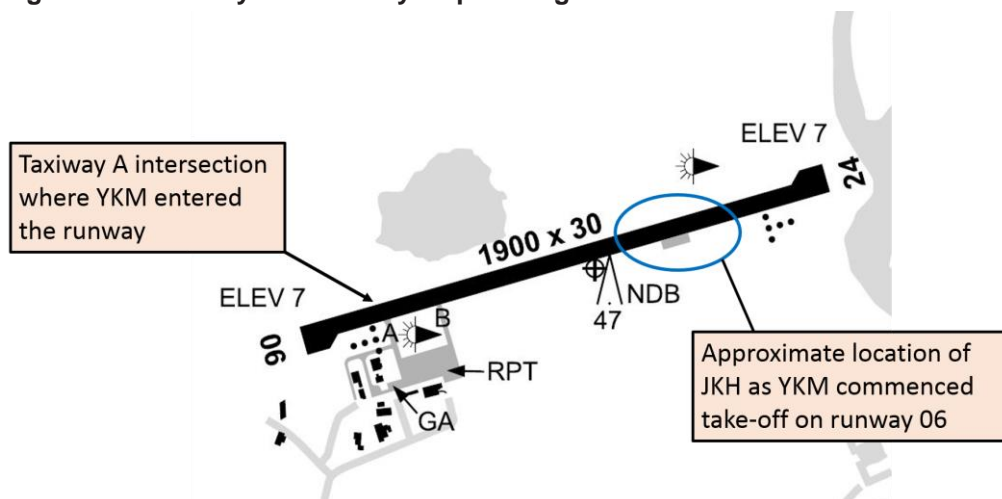 ELEV 7
24
Taxiway A intersection
where YKM entered
the runway
1900 x 30
ELEV 7
NDB
47
06
A
B
RPT
GA
Approximate location of
JKH as YKM commenced
take-off on runway 06